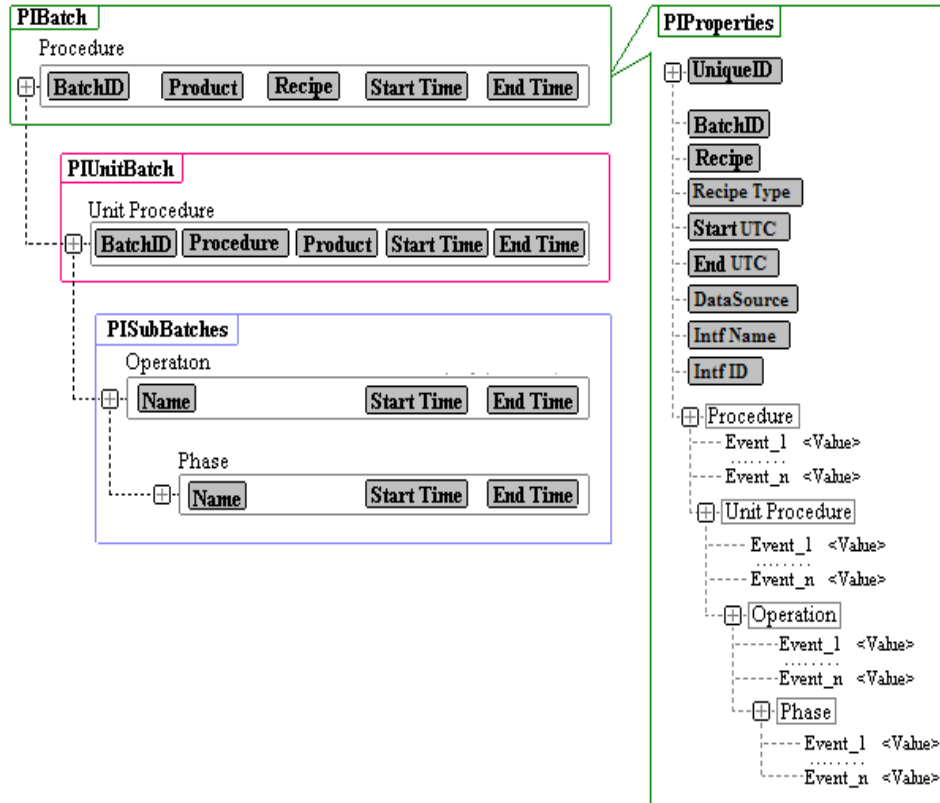 PIBatch
Procedure
BatchID Product Recipe Start Time End Time
PIUnitBatch
Unit Procedure
BatchID Procedure Product Start Time End Time
PISubBatches
Operation
Name Start Time End Time
Phase
Name Start Time End Time
PIProperties
UniqueID
BatchID
Recipe
Recipe Type
Start UTC
End UTC
DataSource
Intf Name
Intf ID
Procedure
Event_1 <Value>
........
Event_n <Value>
Unit Procedure
Event_1 <Value>
........
Event_n <Value>
Operation
Event_1 <Value>
........
Event_n <Value>
Phase
Event_1 <Value>
........
Event_n <Value>